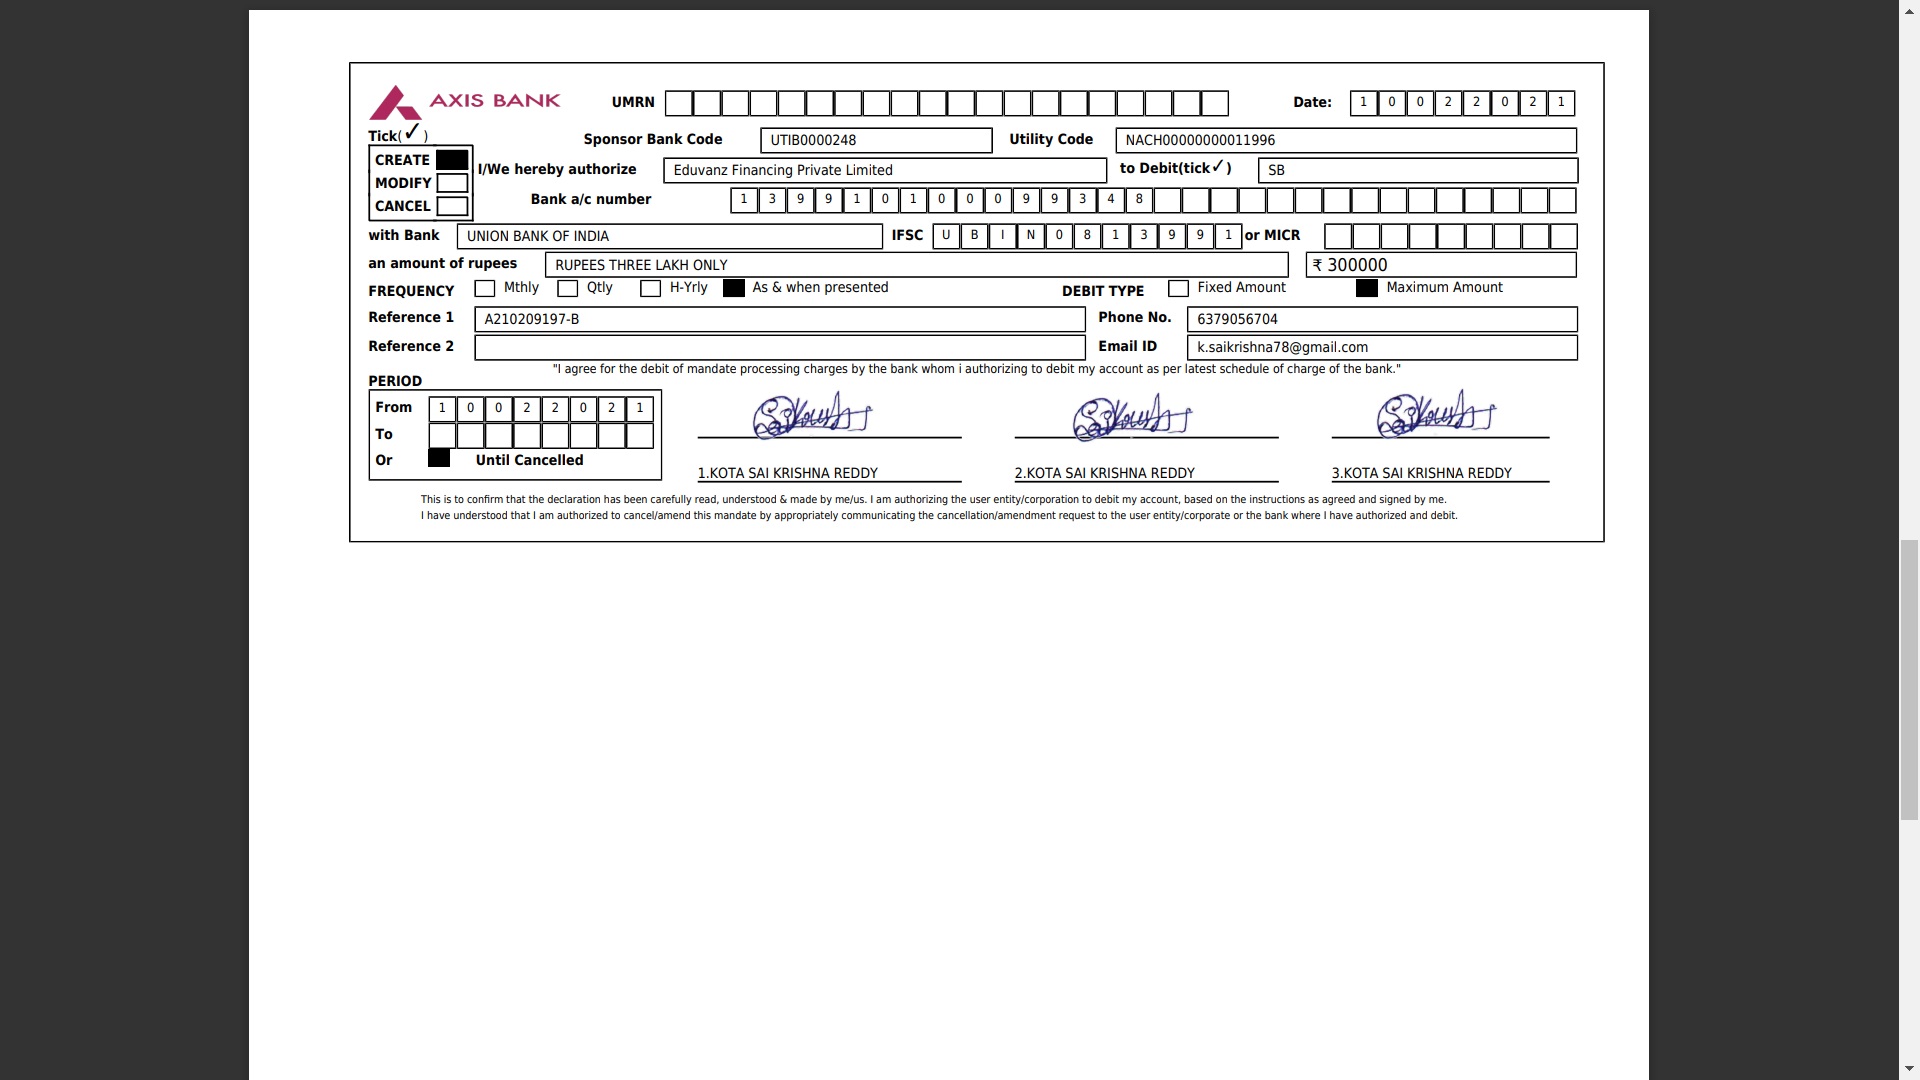 AXIS BANK UMRN Date: 1 0 0 2 2 0 2 1
Tick(✓)
Sponsor Bank Code UTIB0000248 Utility Code NACH00000000011996
CREATE
I/We hereby authorize Eduvanz Financing Private Limited to Debit(tick✓) SB
MODIFY
CANCEL
Bank a/c number 1 3 9 9 1 0 1 0 0 0 9 9 3 4 8
with Bank UNION BANK OF INDIA IFSC U B I N 0 8 1 3 9 9 1 or MICR
an amount of rupees RUPEES THREE LAKH ONLY ₹ 300000
FREQUENCY Mthly Qtly H-Yrly As & when presented DEBIT TYPE Fixed Amount Maximum Amount
Reference 1 A210209197-B Phone No. 6379056704
Reference 2 Email ID k.saikrishna78@gmail.com
"I agree for the debit of mandate processing charges by the bank whom i authorizing to debit my account as per latest schedule of charge of the bank."
PERIOD
From 1 0 0 2 2 0 2 1
To
Or Until Cancelled
1.KOTA SAI KRISHNA REDDY 2.KOTA SAI KRISHNA REDDY 3.KOTA SAI KRISHNA REDDY
This is to confirm that the declaration has been carefully read, understood & made by me/us. I am authorizing the user entity/corporation to debit my account, based on the instructions as agreed and signed by me.
I have understood that I am authorized to cancel/amend this mandate by appropriately communicating the cancellation/amendment request to the user entity/corporate or the bank where I have authorized and debit.